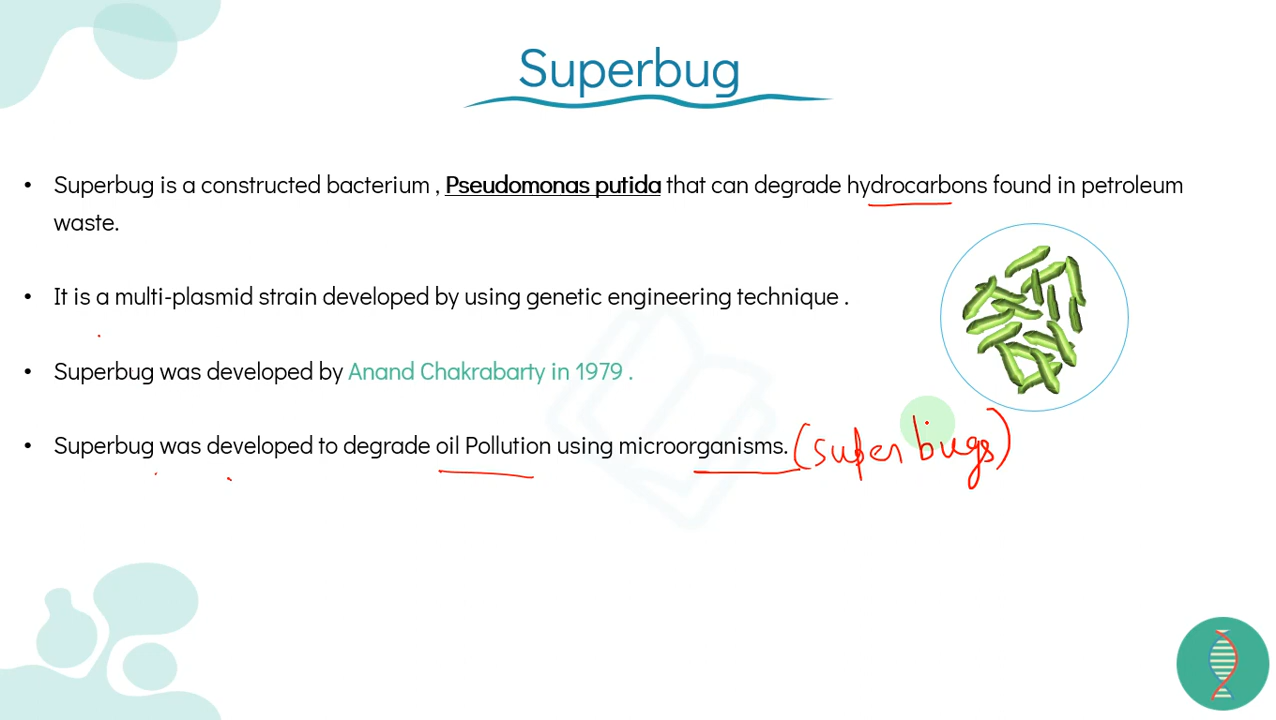 Superbug
• Superbug is a constructed bacterium , Pseudomonas putida that can degrade hydrocarbons found in petroleum
waste.
• It is a multi-plasmid strain developed by using genetic engineering technique .
• Superbug was developed by Anand Chakrabarty in 1979 .
• Superbug was developed to degrade oil Pollution using microorganisms. (super bugs)